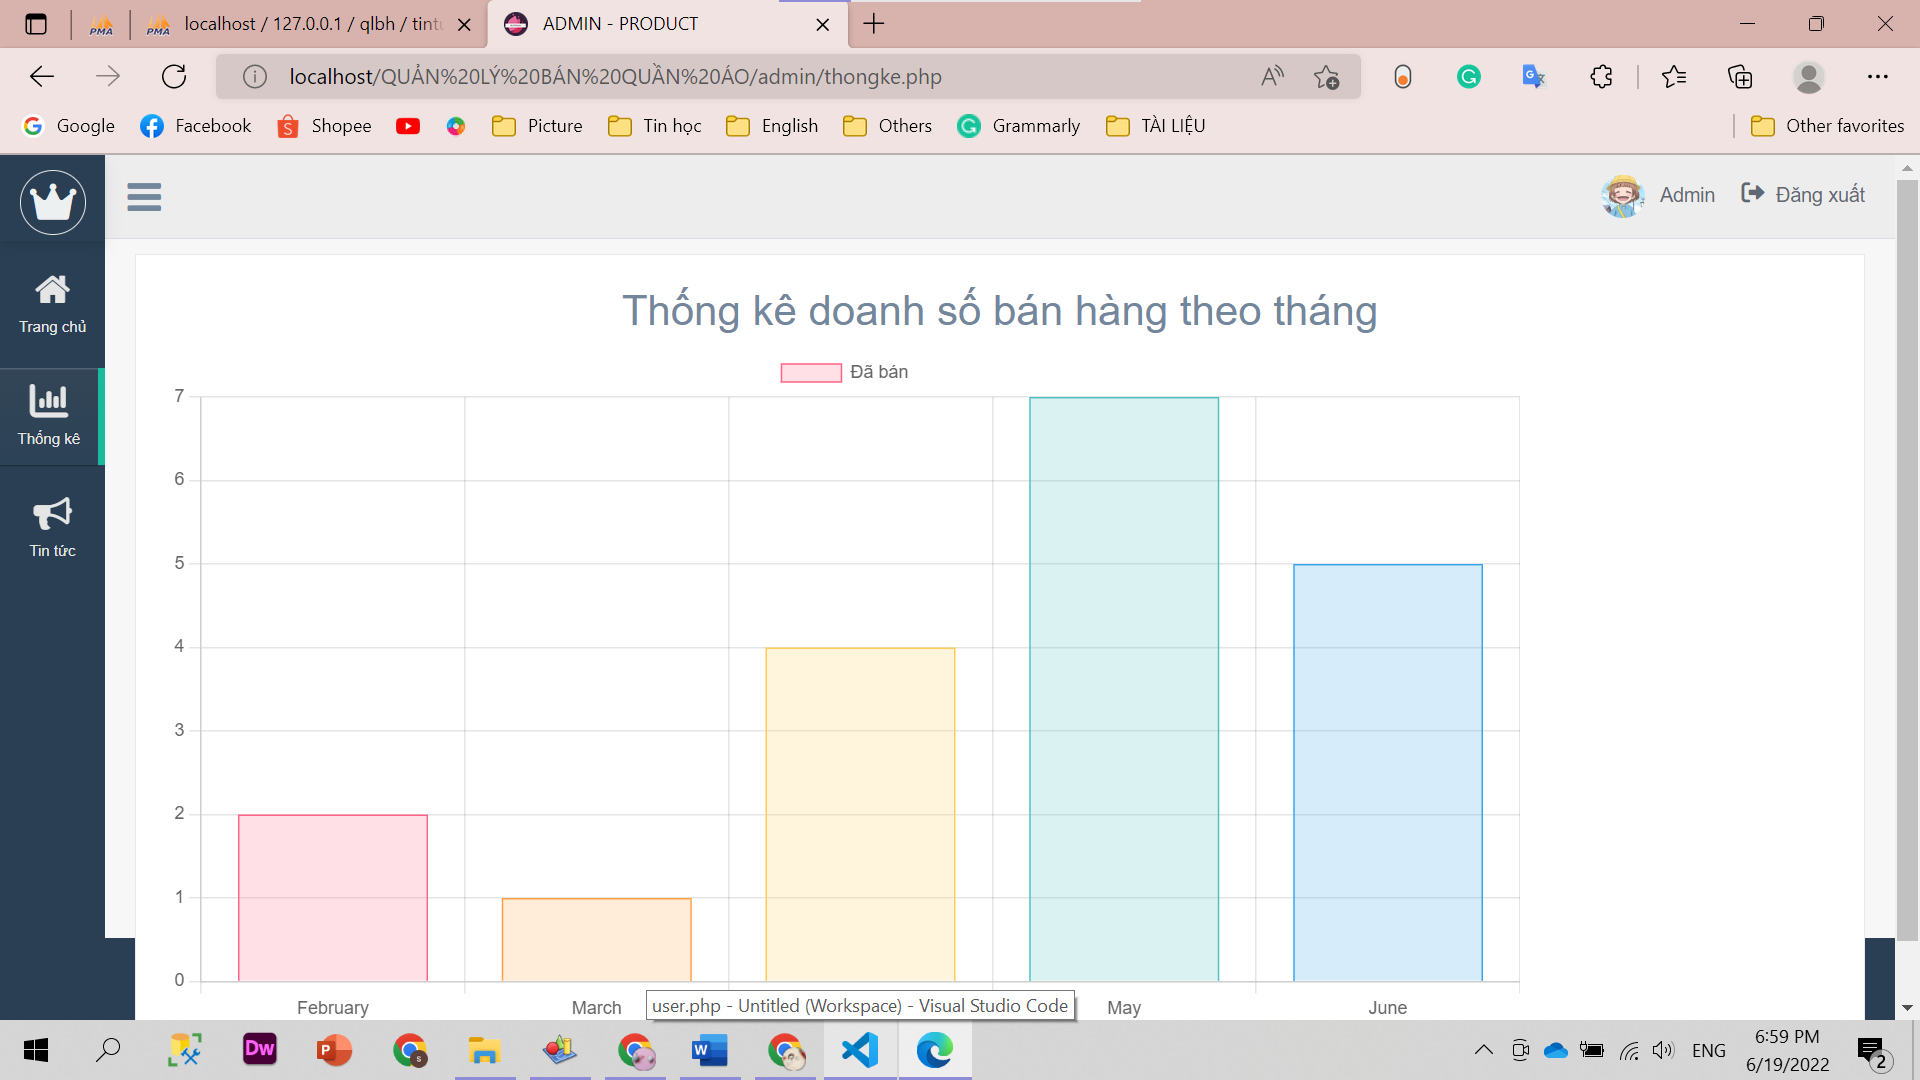 PMA
PMA localhost / 127.0.0.1 / qlbh / tint
ADMIN - PRODUCT
localhost/QUẢN%20LÝ%20BÁN%20QUẦN%20ÁO/admin/thongke.php
Google Facebook Shopee Picture Tin học English Others Grammarly TÀI LIỆU Other favorites
Admin Đăng xuất
Trang chủ
Thống kê
Tin tức
Thống kê doanh số bán hàng theo tháng
Đã bán
7
6
5
4
3
2
1
0
February March May June
user.php - Untitled (Workspace) - Visual Studio Code
Dw
ENG
6:59 PM
6/19/2022
2